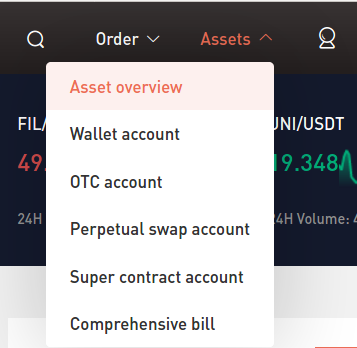 Order
Assets
Asset overview
Wallet account
OTC account
Perpetual swap account
Super contract account
Comprehensive bill
FIL/
UNI/USDT
49.
19.348
24H
24H Volume: